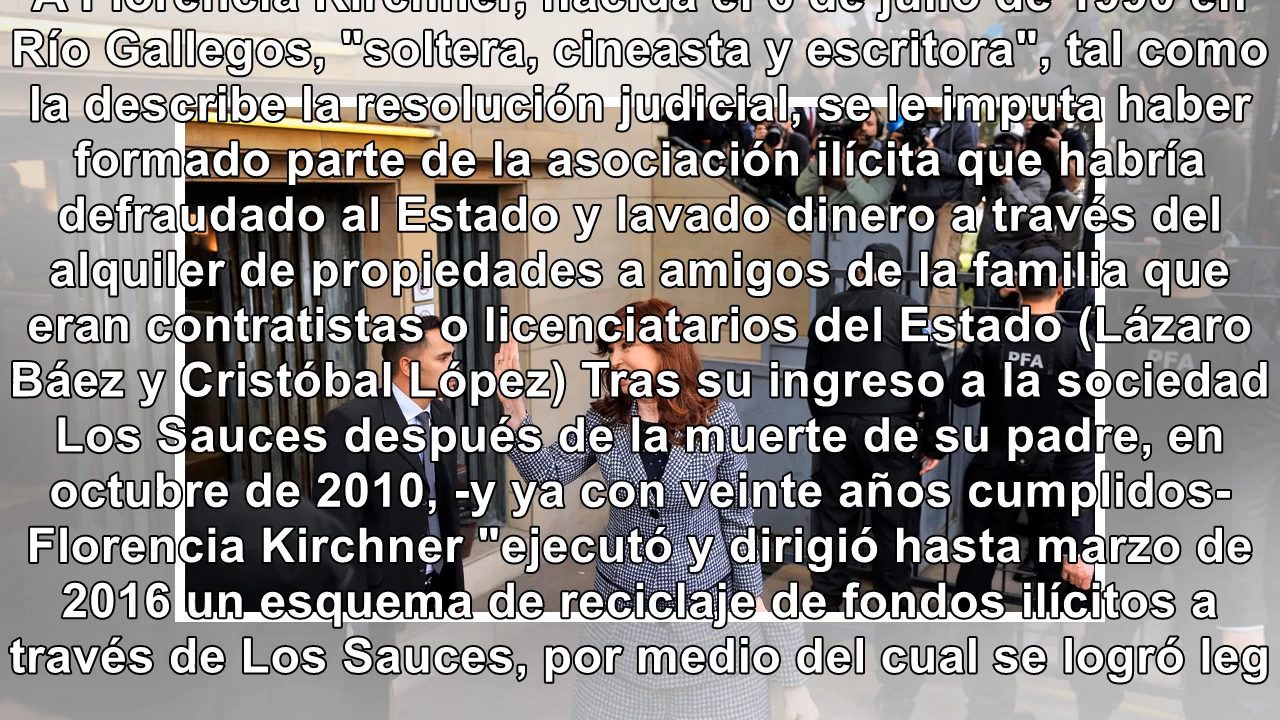 A Florencia Kirchner, nacida el 6 de julio de 1990 en
Río Gallegos, "soltera, cineasta y escritora", tal como
la describe la resolución judicial, se le imputa haber
formado parte de la asociación ilícita que habría
defraudado al Estado y lavado dinero a través del
alquiler de propiedades a amigos de la familia que
eran contratistas o licenciatarios del Estado (Lázaro
Báez y Cristóbal López) Tras su ingreso a la sociedad
Los Sauces después de la muerte de su padre, en
octubre de 2010, -y ya con veinte años cumplidos-
Florencia Kirchner "ejecutó y dirigió hasta marzo de
2016 un esquema de reciclaje de fondos ilícitos a
través de Los Sauces, por medio del cual se logró leg
PFA
PFA